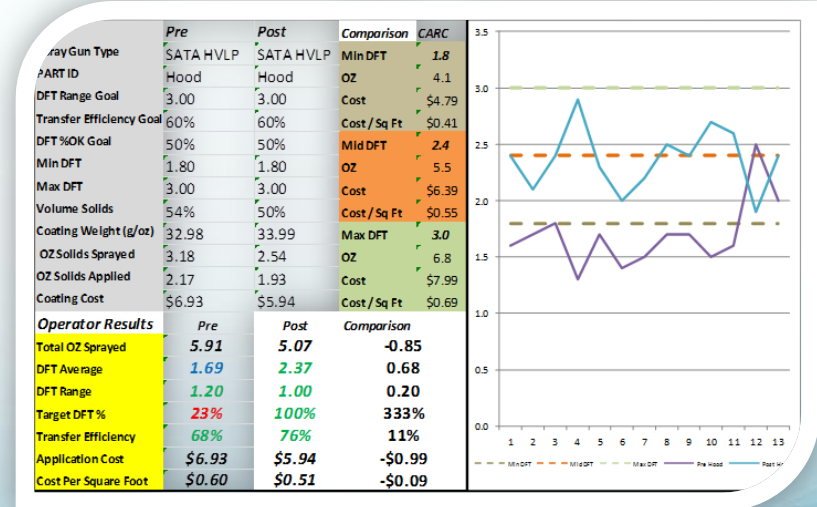 Pre Post Comparison CARC
ray Gun Type SATA HVLP SATA HVLP Min DFT 1.8
PART ID Hood Hood OZ 4.1
DFT Range Goal 3.00 3.00 Cost $4.79
Transfer Efficiency Goal 60% 60% Cost / Sq Ft $0.41
DFT %OK Goal 50% 50% Mid DFT 2.4
Min DFT 1.80 1.80 OZ 5.5
Max DFT 3.00 3.00 Cost $6.39
Volume Solids 54% 50% Cost / Sq Ft $0.55
Coating Weight (g/oz) 32.98 33.99 Max DFT 3.0
OZ Solids Sprayed 3.18 2.54 OZ 6.8
OZ Solids Applied 2.17 1.93 Cost $7.99
Coating Cost $6.93 $5.94 Cost / Sq Ft $0.69
Operator Results Pre Post Comparison
Total OZ Sprayed 5.91 5.07 -0.85
DFT Average 1.69 2.37 0.68
DFT Range 1.20 1.00 0.20
Target DFT % 23% 100% 333%
Transfer Efficiency 68% 76% 11%
Application Cost $6.93 $5.94 -$0.99
Cost Per Square Foot $0.60 $0.51 -$0.09
3.5
3.0
2.5
2.0
1.5
1.0
0.5
0.0
1 2 3 4 5 6 7 8 9 10 11 12 13
Min DFT Mid DFT Max DFT Pre Hood Post H